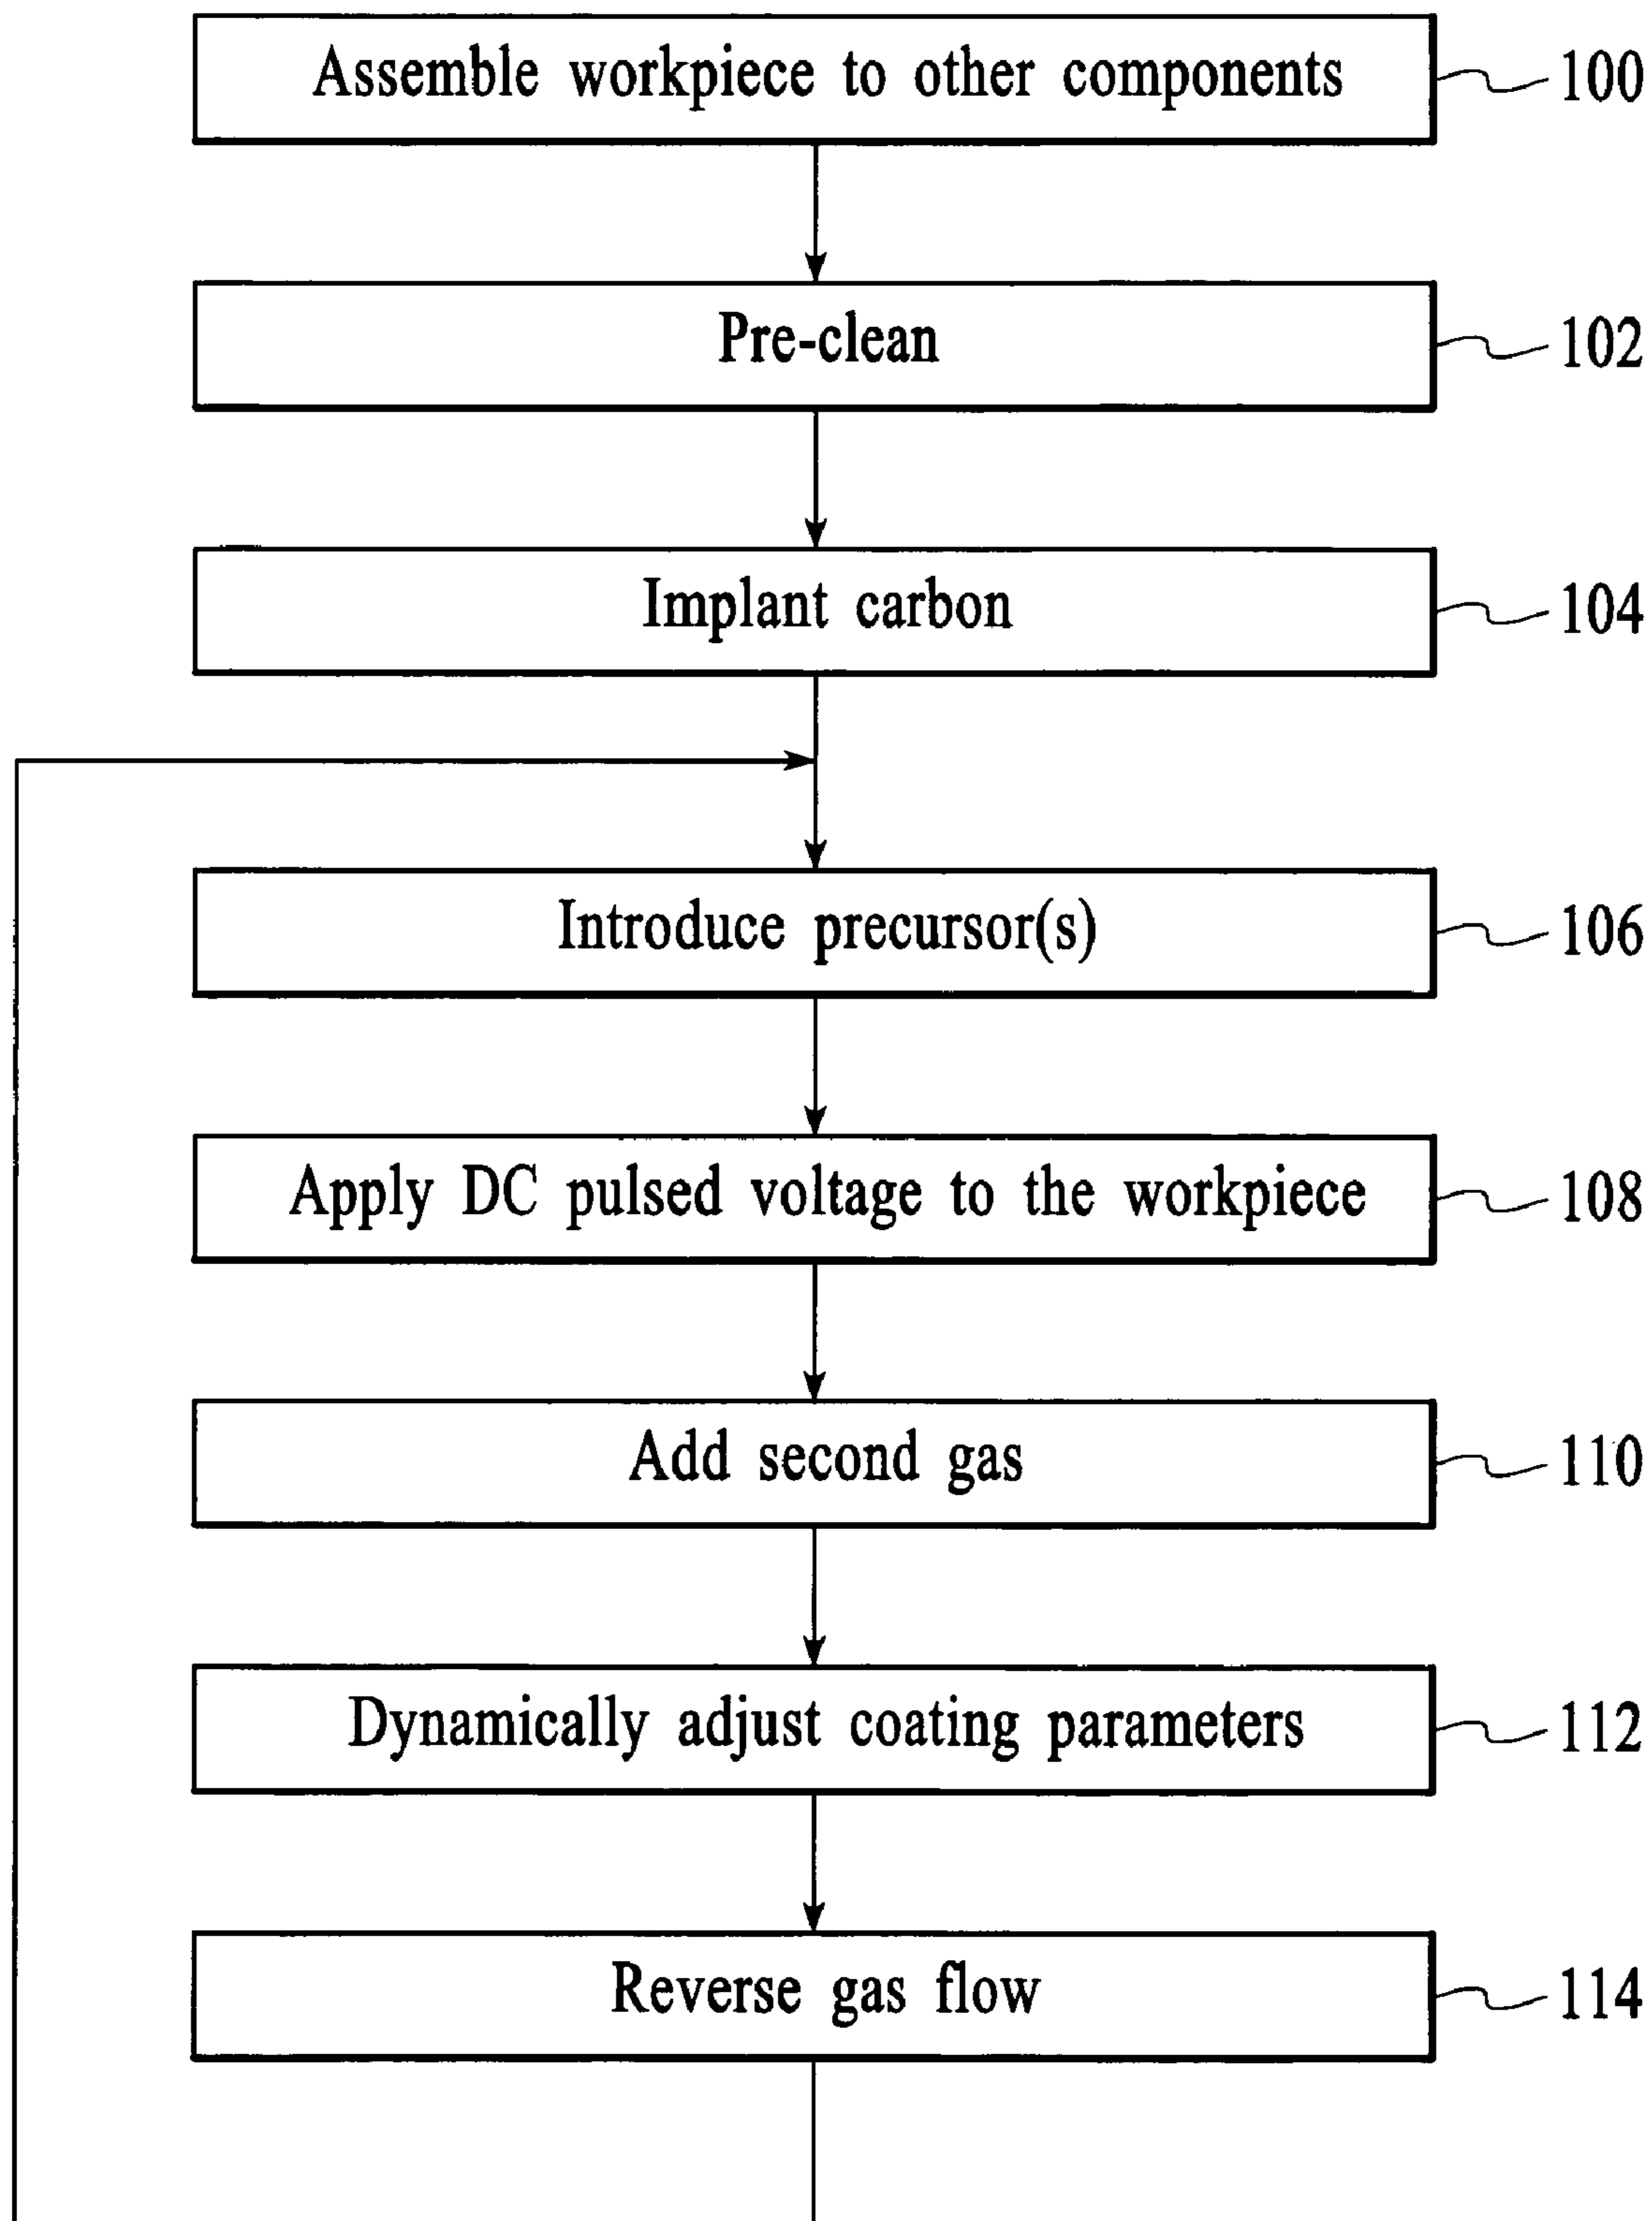 Assemble workpiece to other components 100
Pre-clean 102
Implant carbon 104
Introduce precursor(s) 106
Apply DC pulsed voltage to the workpiece 108
Add second gas 110
Dynamically adjust coating parameters 112
Reverse gas flow 114